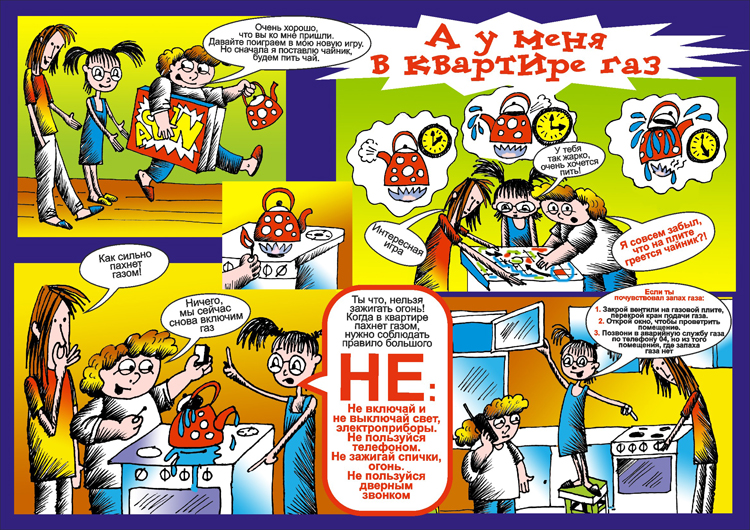 Очень хорошо,
что вы ко мне пришли.
Давайте поиграем в мою новую игру.
Но сначала я поставлю чайник,
будем пить чай.
А у меня
в квартире газ
У тебя
так жарко,
очень хочется
пить!
Интересная
игра
Я совсем забыл,
что на плите
греется чайник?!
Как сильно
пахнет
газом!
Ничего,
мы сейчас
снова включим
газ
Ты что, нельзя
зажигать огонь!
Когда в квартире
пахнет газом,
нужно соблюдать
правило большого
НЕ:
Не включай и
не выключай свет,
электроприборы.
Не пользуйся
телефоном.
Не зажигай спички,
огонь.
Не пользуйся
дверным
звонком
Если ты
почувствовал запах газа:
1. Закрой вентили на газовой плите,
перекрой кран подачи газа.
2. Открой окно, чтобы проветрить
помещение.
3. Позвони в аварийную службу газа
по телефону 04, но из того
помещения, где запаха
газа нет